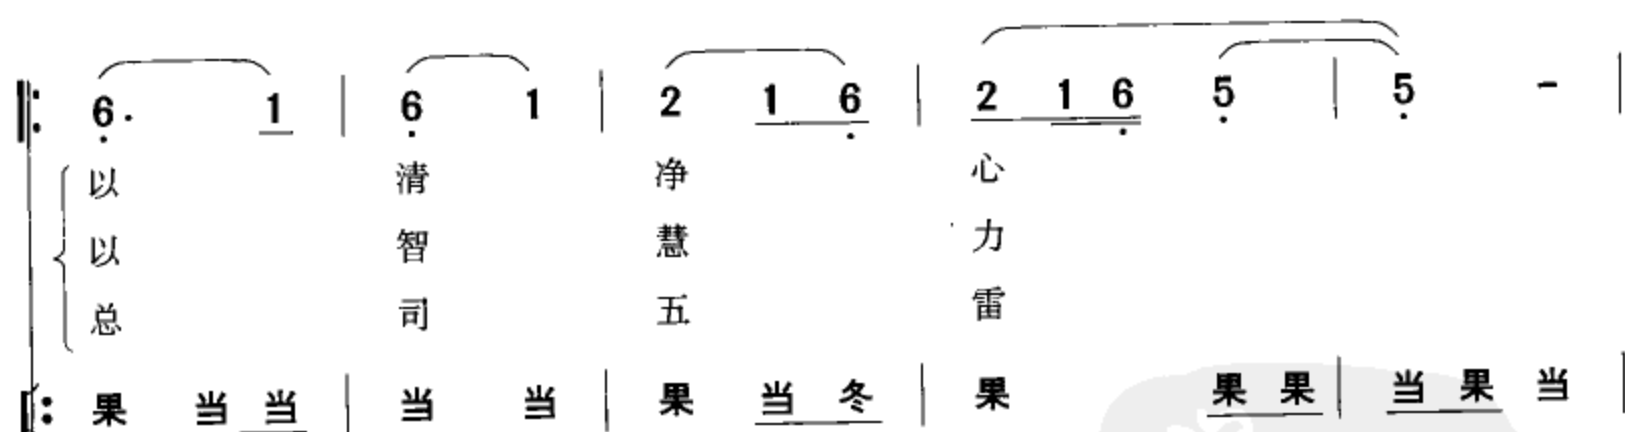 6. 1 | 6 1 | 2 1 6 | 2 1 6 5 | 5 - |
以 清 净 心
以 智 慧 力
总 司 五 雷
果 当 当 | 当 当 | 果 当 冬 | 果 果 果 | 当 果 当 |